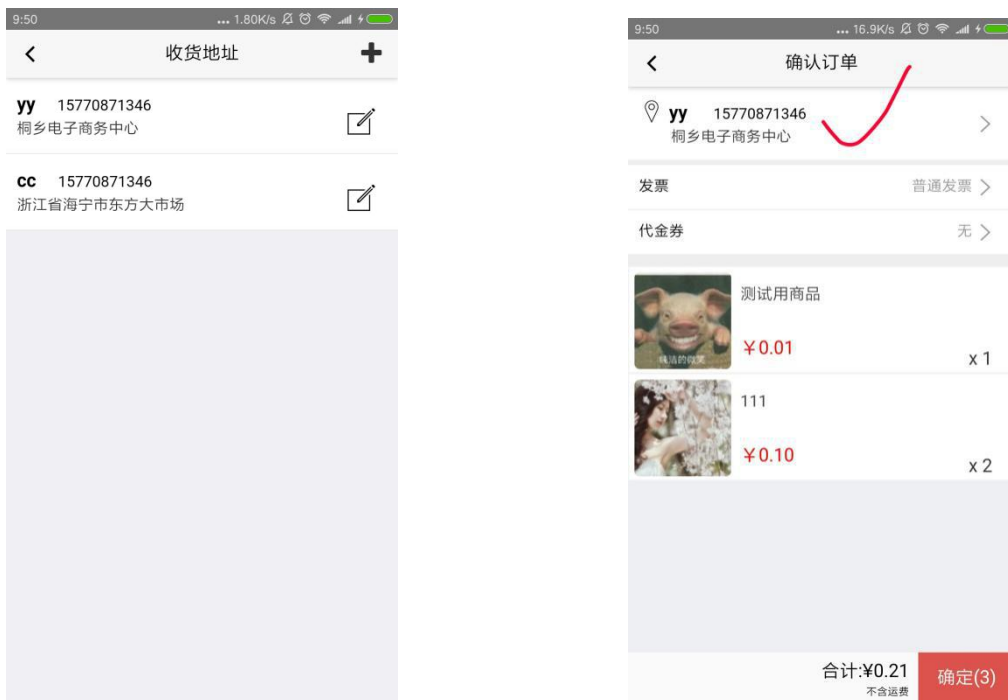 9:50
... 1.80K/s
收货地址
yy 15770871346
桐乡电子商务中心
cc 15770871346
浙江省海宁市东方大市场
9:50
... 16.9K/s
确认订单
yy 15770871346
桐乡电子商务中心
发票 普通发票
代金券 无
测试用商品
￥0.01
x 1
111
￥0.10
x 2
合计:¥0.21
不含运费
确定(3)